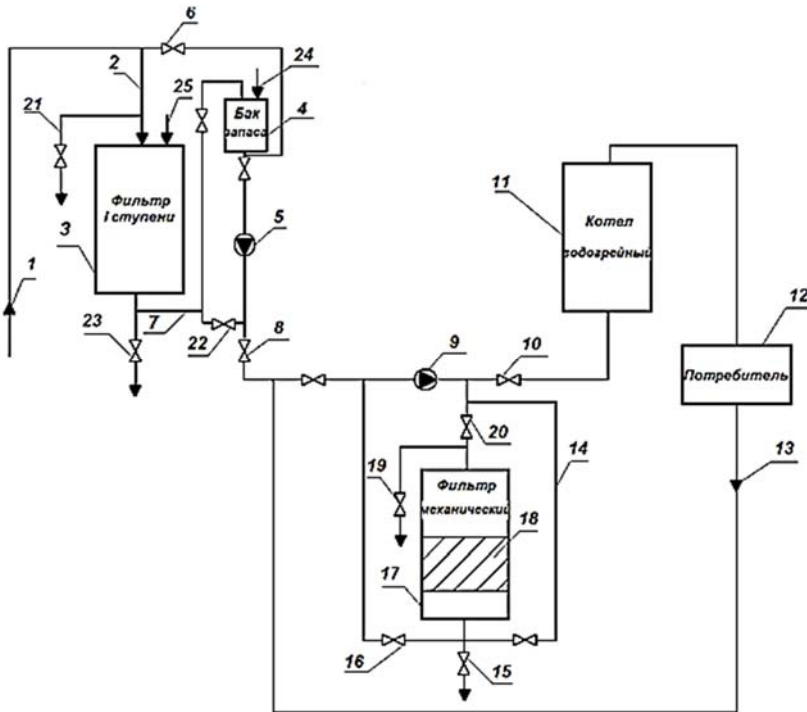 6
2
24
25
21
Бак
запаса
4
Фильтр
I ступени
11
Котел
водогрейный
5
3
1
12
23
7
22
8
9
10
Потребитель
20
19
14
13
Фильтр
механический
18
17
16
15